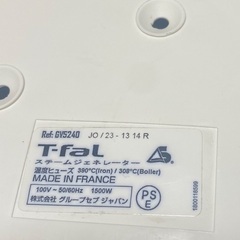 Ref: GV5240
JO / 23 - 13 14 R
T-faL
スチームジェネレーター
温度ヒューズ 390℃(Iron) / 308℃(Boiler)
MADE IN FRANCE
100V ~ 50/60Hz 1500W
株式会社 グループセブ ジャパン
PS
E